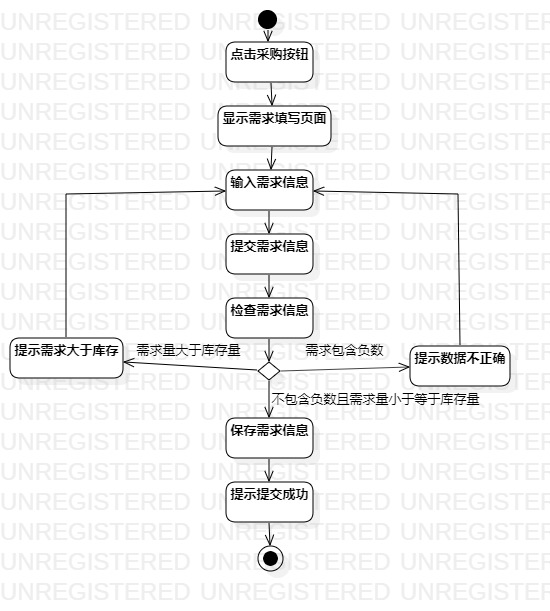 点击采购按钮
显示需求填写页面
输入需求信息
提交需求信息
检查需求信息
提示需求大于库存
需求量大于库存量
需求包含负数
提示数据不正确
不包含负数且需求量小于等于库存量
保存需求信息
提示提交成功
UNREGISTERED